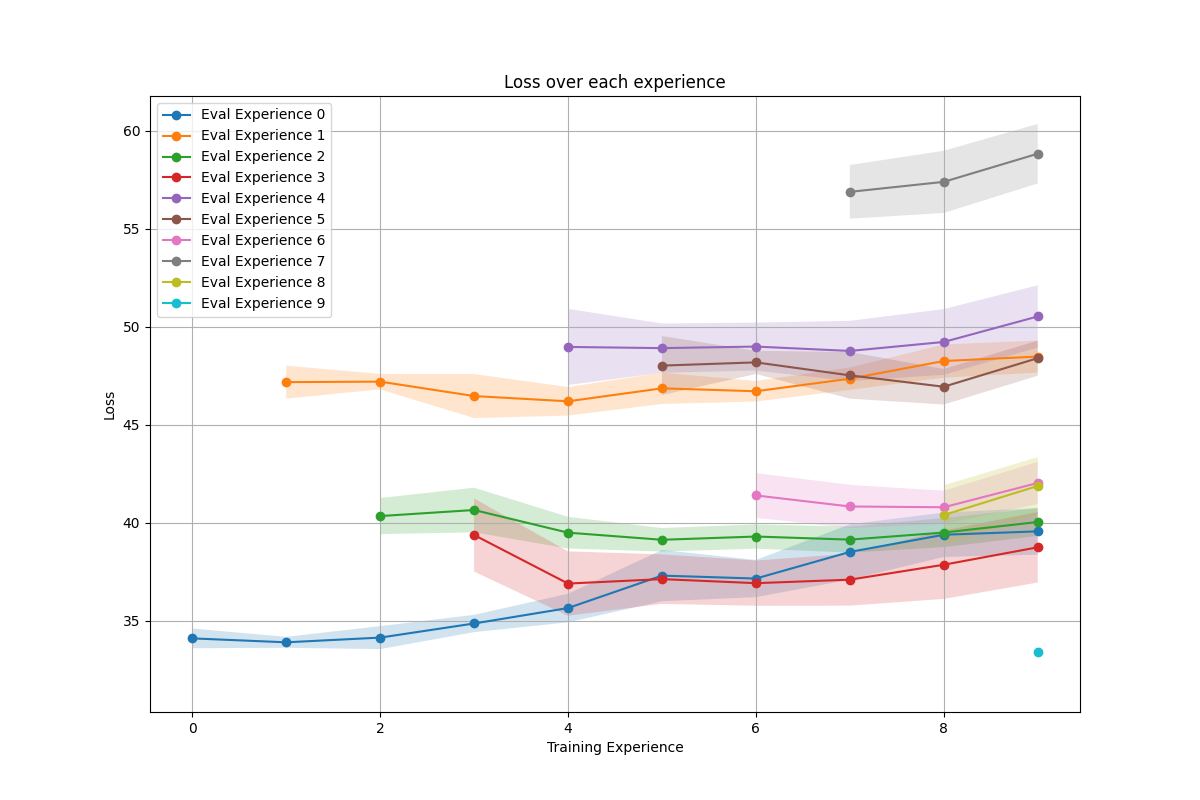 Loss over each experience
Eval Experience 0
Eval Experience 1
Eval Experience 2
Eval Experience 3
Eval Experience 4
Eval Experience 5
Eval Experience 6
Eval Experience 7
Eval Experience 8
Eval Experience 9
60
55
50
45
40
35
Loss
0 2 4 6 8
Training Experience